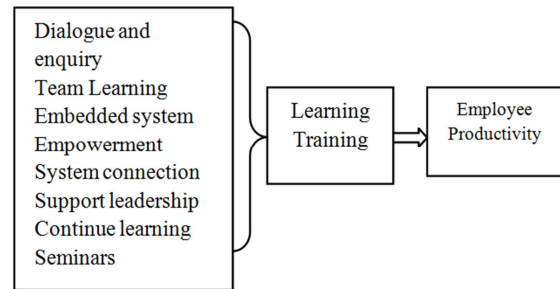 Dialogue and
enquiry
Team Learning
Embedded system
Empowerment
System connection
Support leadership
Continue learning
Seminars
Learning
Training
Employee
Productivity